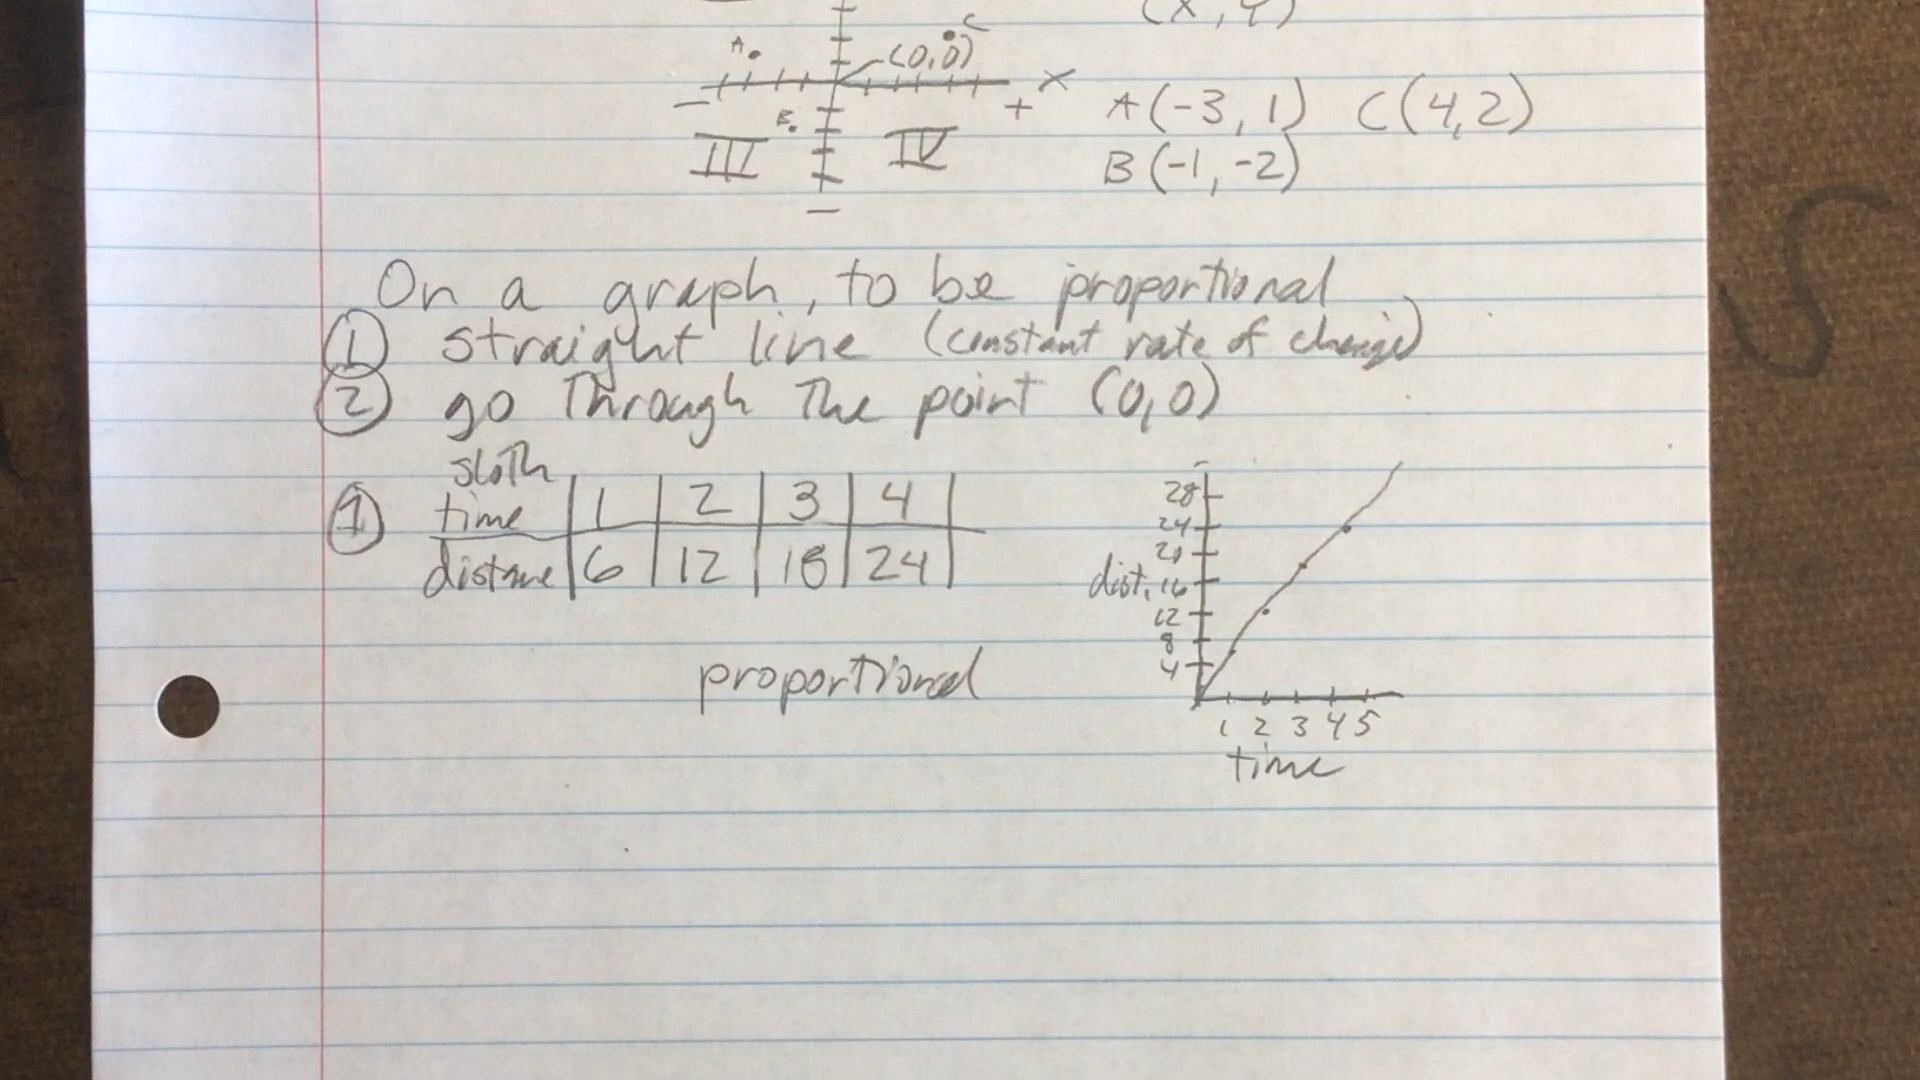 (x, y)
A. (0,0) C
- + X
A(-3, 1) C(4,2)
B.
III IV
B(-1, -2)
-
On a graph, to be proportional
① straight line (constant rate of change)
② go Through The point (0,0)
sloth
① time 1 2 3 4
distance 6 12 18 24
28
24
20
dist. 16
12
8
4
proportional
1 2 3 4 5
time